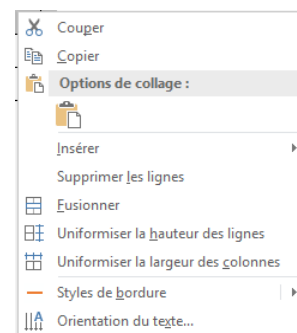 Couper
Copier
Options de collage :
Insérer
Supprimer les lignes
Fusionner
Uniformiser la hauteur des lignes
Uniformiser la largeur des colonnes
Styles de bordure
Orientation du texte...